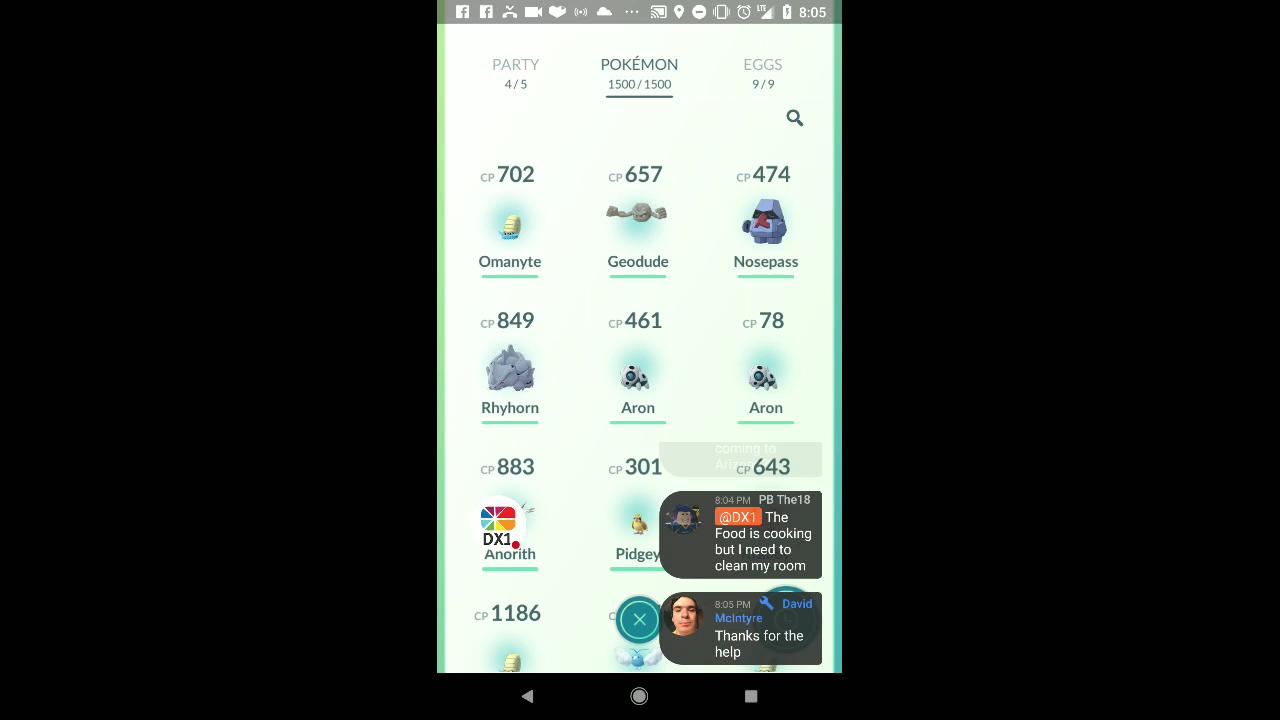 LTE 8:05
PARTY POKÉMON EGGS
4 / 5 1500 / 1500 9 / 9
CP 702 CP 657 CP 474
Omanyte Geodude Nosepass
CP 849 CP 461 CP 78
Rhyhorn Aron Aron
coming to
CP 883 CP 301 CP 643
8:04 PM PB The18
@DX1 The
Food is cooking
but I need to
clean my room
DX1
Anorith Pidgey
CP 1186
8:05 PM David
McIntyre
Thanks for the
help